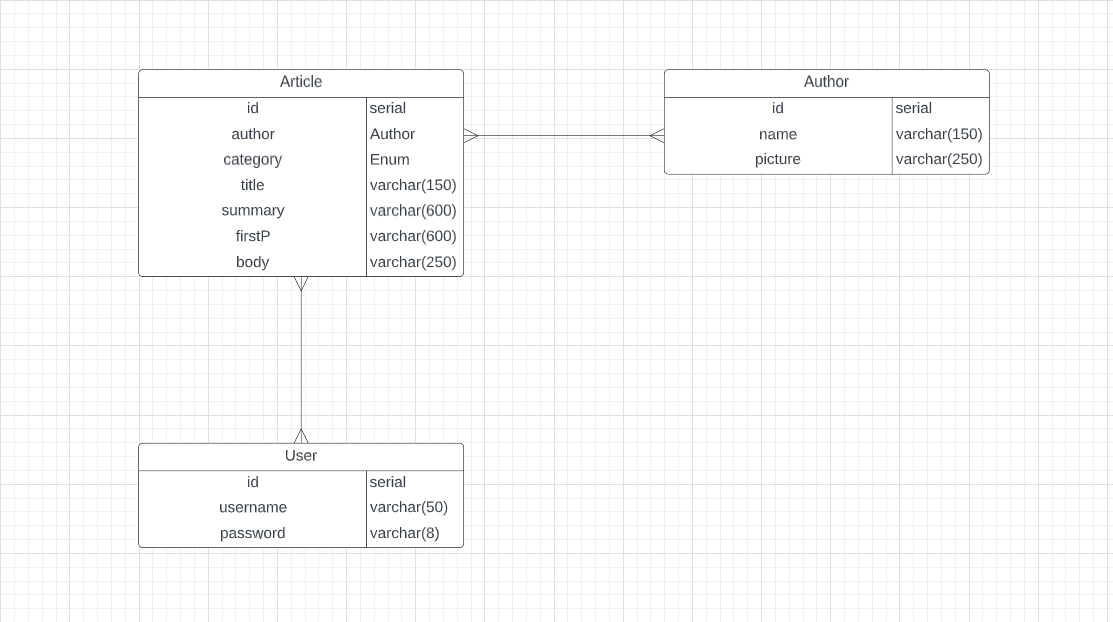 Article
id serial
author Author
category Enum
title varchar(150)
summary varchar(600)
firstP varchar(600)
body varchar(250)
Author
id serial
name varchar(150)
picture varchar(250)
User
id serial
username varchar(50)
password varchar(8)